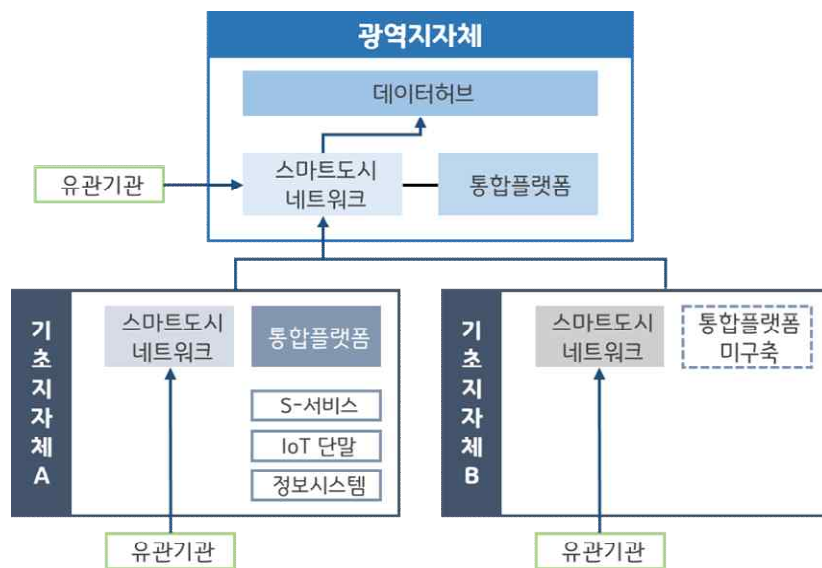 광역지자체
데이터허브
유관기관
스마트도시
네트워크
통합플랫폼
기
초
지
자
체
A
스마트도시
네트워크
통합플랫폼
S-서비스
IoT 단말
정보시스템
유관기관
기
초
지
자
체
B
스마트도시
네트워크
통합플랫폼
미구축
유관기관